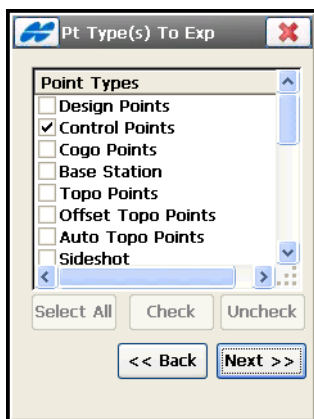 Pt Type(s) To Exp
Point Types
Design Points
Control Points
Cogo Points
Base Station
Topo Points
Offset Topo Points
Auto Topo Points
Sideshot
Select All Check Uncheck
<< Back Next >>